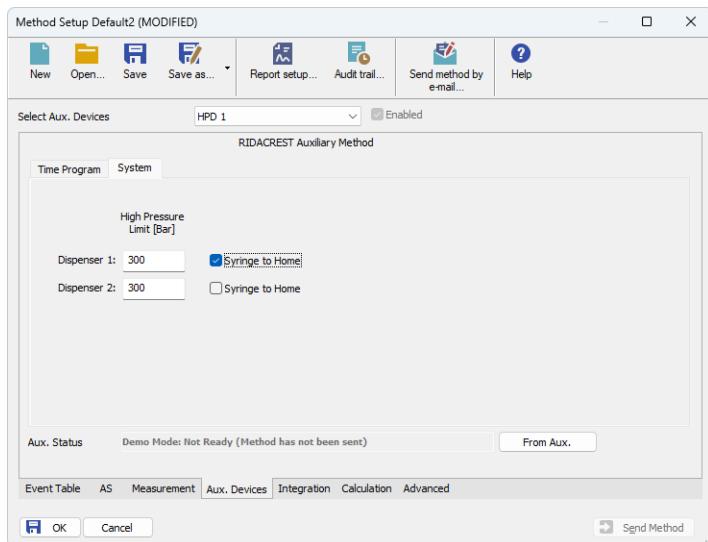 Method Setup Default2 (MODIFIED)
New Open... Save Save as... Report setup... Audit trail... Send method by e-mail... Help
Select Aux. Devices HPD 1 Enabled
RIDACREST Auxiliary Method
Time Program System
High Pressure
Limit [Bar]
Dispenser 1: 300 Syringe to Home
Dispenser 2: 300 Syringe to Home
Aux. Status Demo Mode: Not Ready (Method has not been sent) From Aux.
Event Table AS Measurement Aux. Devices Integration Calculation Advanced
OK Cancel Send Method